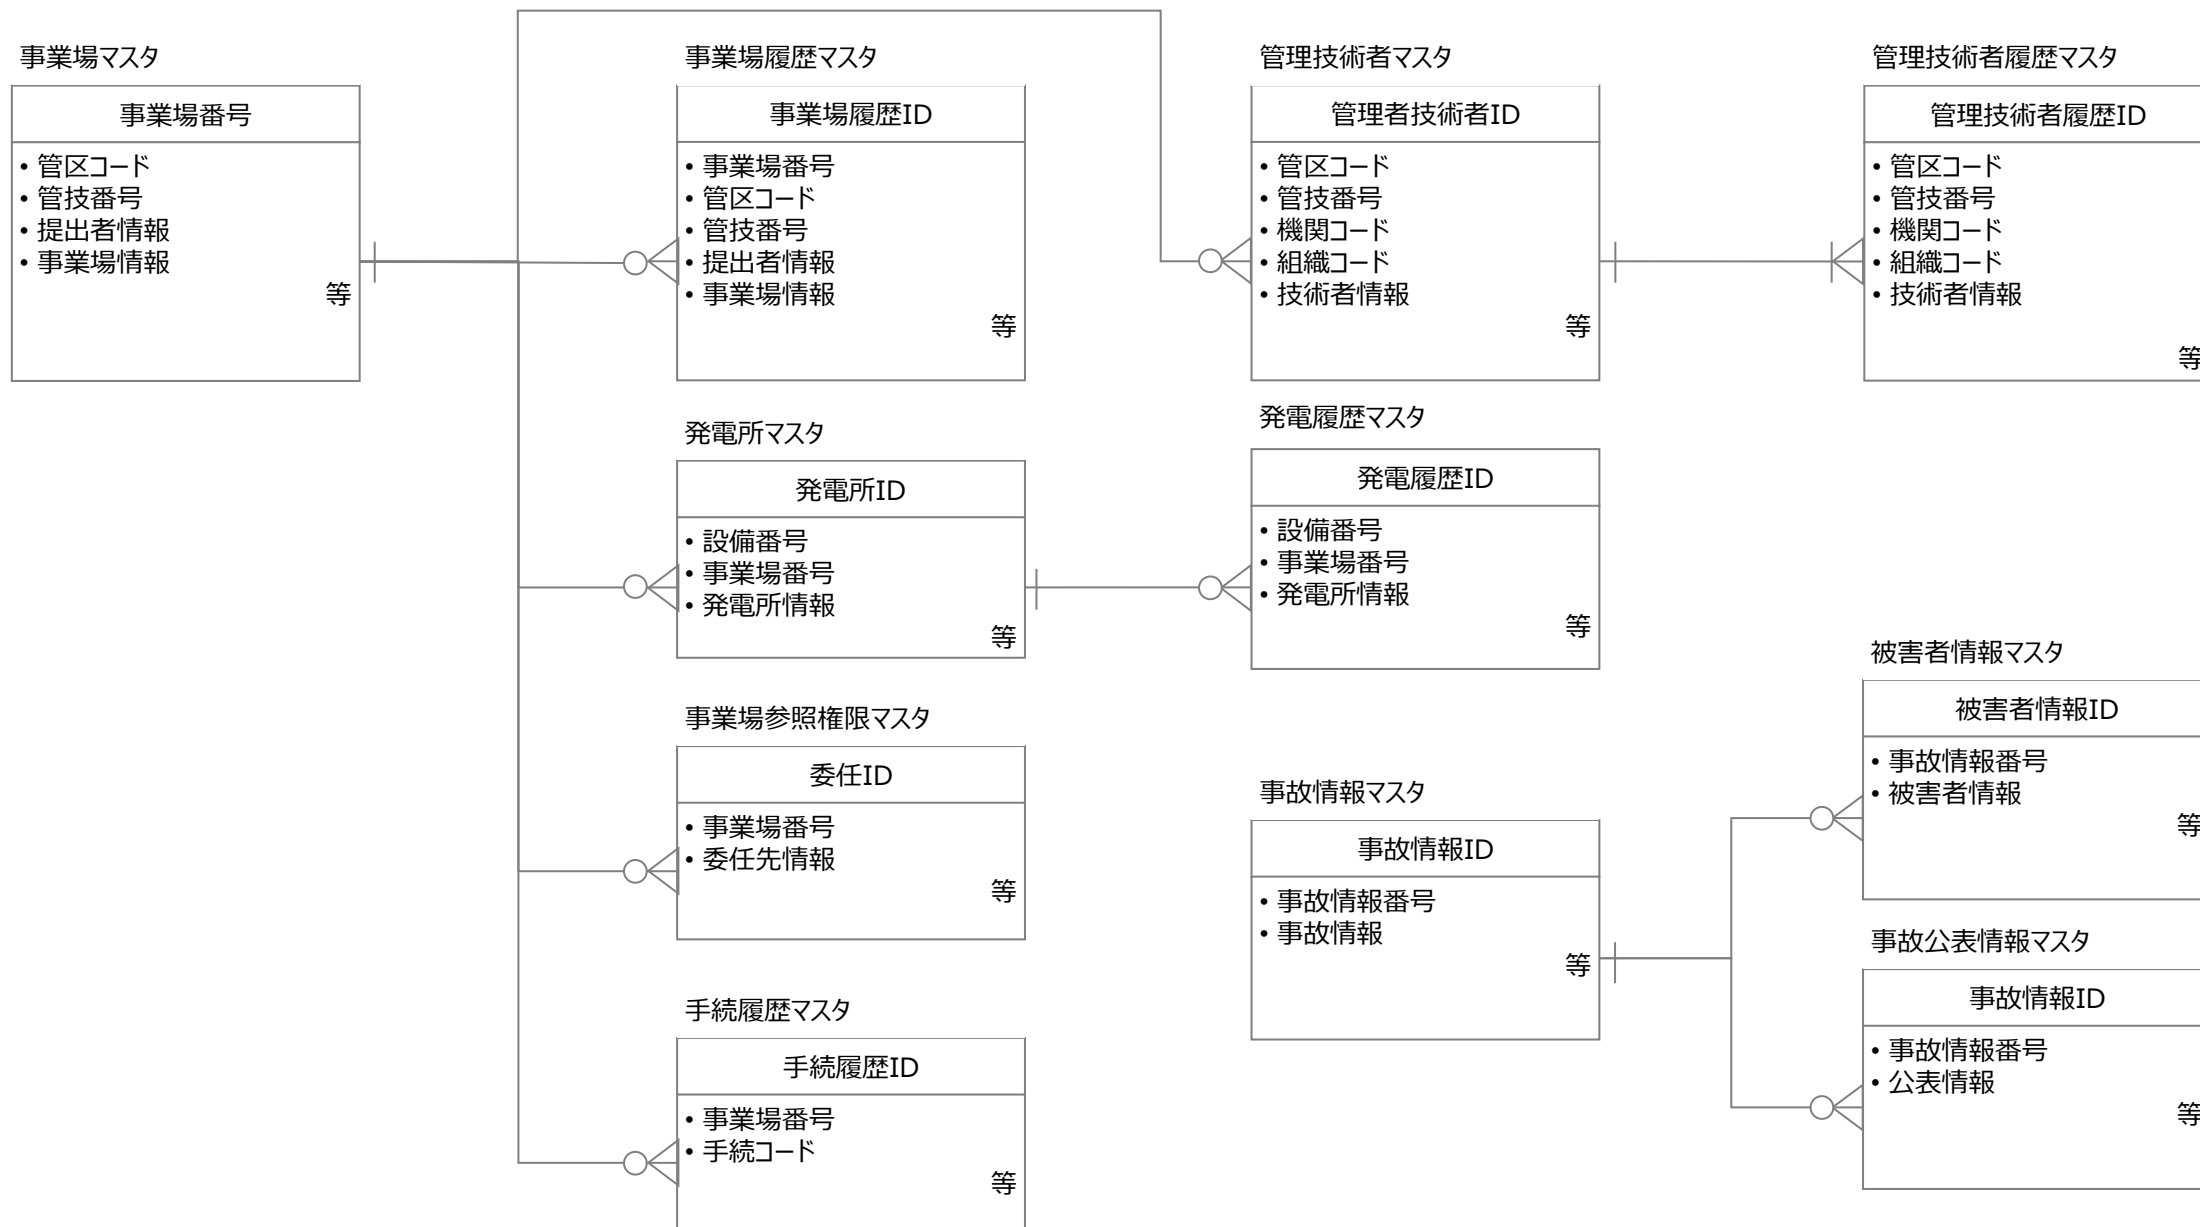 事業場マスタ
事業場番号
• 管区コード
• 管技番号
• 提出者情報
• 事業場情報
等
事業場履歴マスタ
事業場履歴ID
• 事業場番号
• 管区コード
• 管技番号
• 提出者情報
• 事業場情報
等
管理技術者マスタ
管理者技術者ID
• 管区コード
• 管技番号
• 機関コード
• 組織コード
• 技術者情報
等
管理技術者履歴マスタ
管理技術者履歴ID
• 管区コード
• 管技番号
• 機関コード
• 組織コード
• 技術者情報
等
発電所マスタ
発電所ID
• 設備番号
• 事業場番号
• 発電所情報
等
発電履歴マスタ
発電履歴ID
• 設備番号
• 事業場番号
• 発電所情報
等
事業場参照権限マスタ
委任ID
• 事業場番号
• 委任先情報
等
事故情報マスタ
事故情報ID
• 事故情報番号
• 事故情報
等
被害者情報マスタ
被害者情報ID
• 事故情報番号
• 被害者情報
等
事故公表情報マスタ
事故情報ID
• 事故情報番号
• 公表情報
等
手続履歴マスタ
手続履歴ID
• 事業場番号
• 手続コード
等